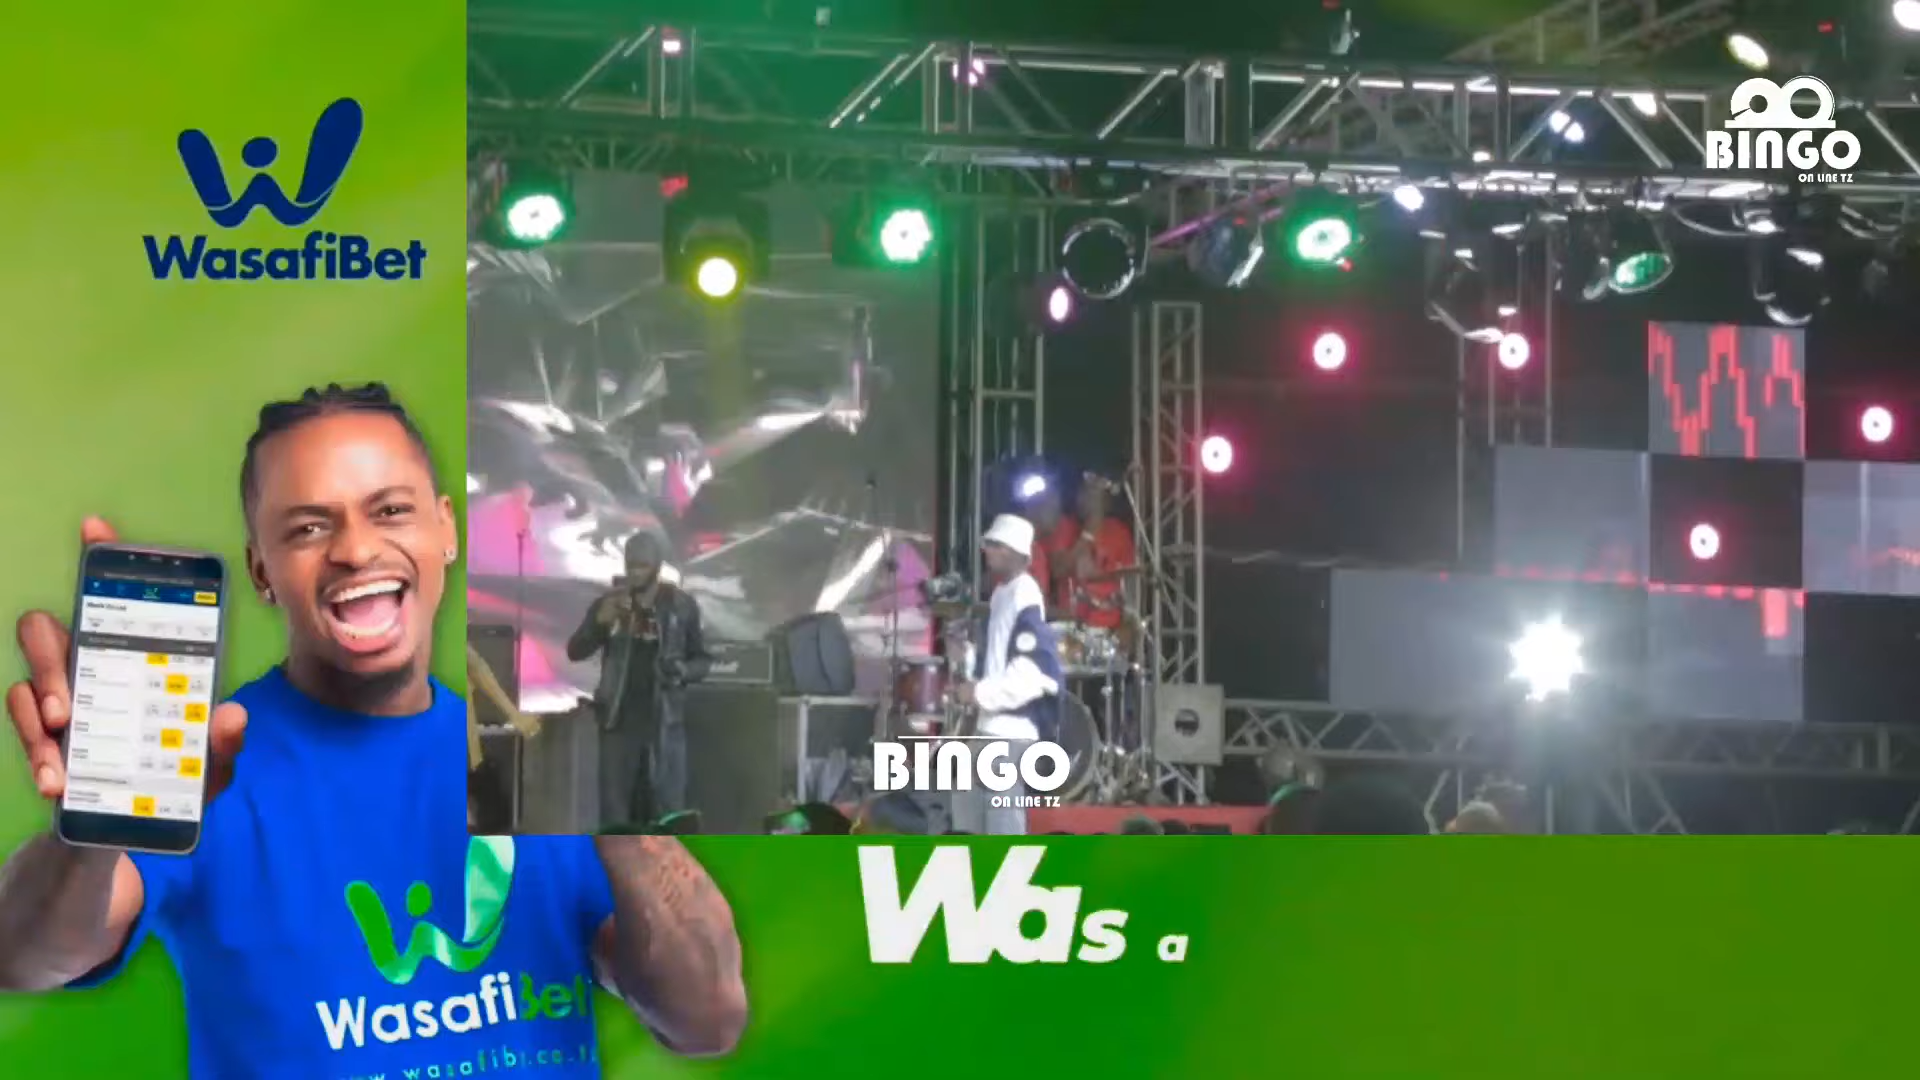 WasafiBet
BINGO
ON LINE TZ
BINGO
ON LINE TZ
Was a
WasafiBet